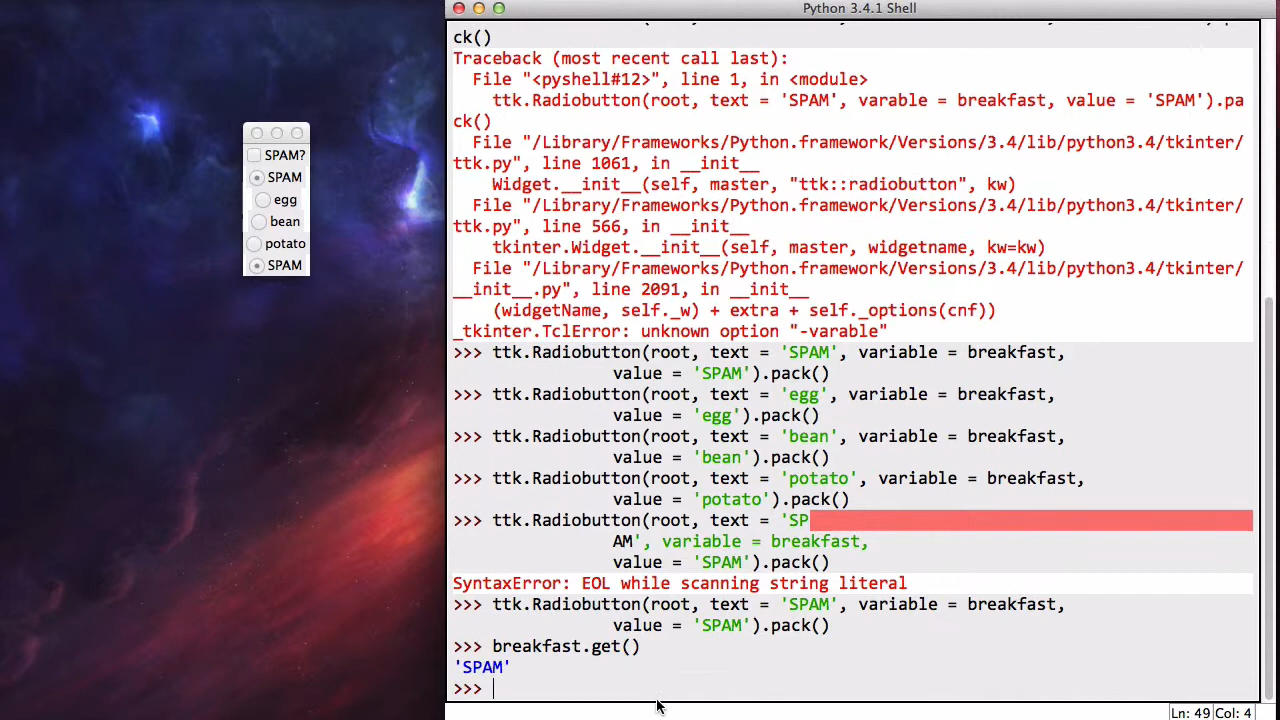 Python 3.4.1 Shell
ck()
Traceback (most recent call last):
File "<pyshell#12>", line 1, in <module>
ttk.Radiobutton(root, text = 'SPAM', varable = breakfast, value = 'SPAM').pa
ck()
File "/Library/Frameworks/Python.framework/Versions/3.4/lib/python3.4/tkinter/
ttk.py", line 1061, in __init__
Widget.__init__(self, master, "ttk::radiobutton", kw)
File "/Library/Frameworks/Python.framework/Versions/3.4/lib/python3.4/tkinter/
ttk.py", line 566, in __init__
tkinter.Widget.__init__(self, master, widgetname, kw=kw)
File "/Library/Frameworks/Python.framework/Versions/3.4/lib/python3.4/tkinter/
__init__.py", line 2091, in __init__
(widgetName, self._w) + extra + self._options(cnf))
_tkinter.TclError: unknown option "-varable"
>>> ttk.Radiobutton(root, text = 'SPAM', variable = breakfast,
value = 'SPAM').pack()
>>> ttk.Radiobutton(root, text = 'egg', variable = breakfast,
value = 'egg').pack()
>>> ttk.Radiobutton(root, text = 'bean', variable = breakfast,
value = 'bean').pack()
>>> ttk.Radiobutton(root, text = 'potato', variable = breakfast,
value = 'potato').pack()
>>> ttk.Radiobutton(root, text = 'SP
AM', variable = breakfast,
value = 'SPAM').pack()
SyntaxError: EOL while scanning string literal
>>> ttk.Radiobutton(root, text = 'SPAM', variable = breakfast,
value = 'SPAM').pack()
>>> breakfast.get()
'SPAM'
>>>
Ln: 49 Col: 4
SPAM?
SPAM
egg
bean
potato
SPAM